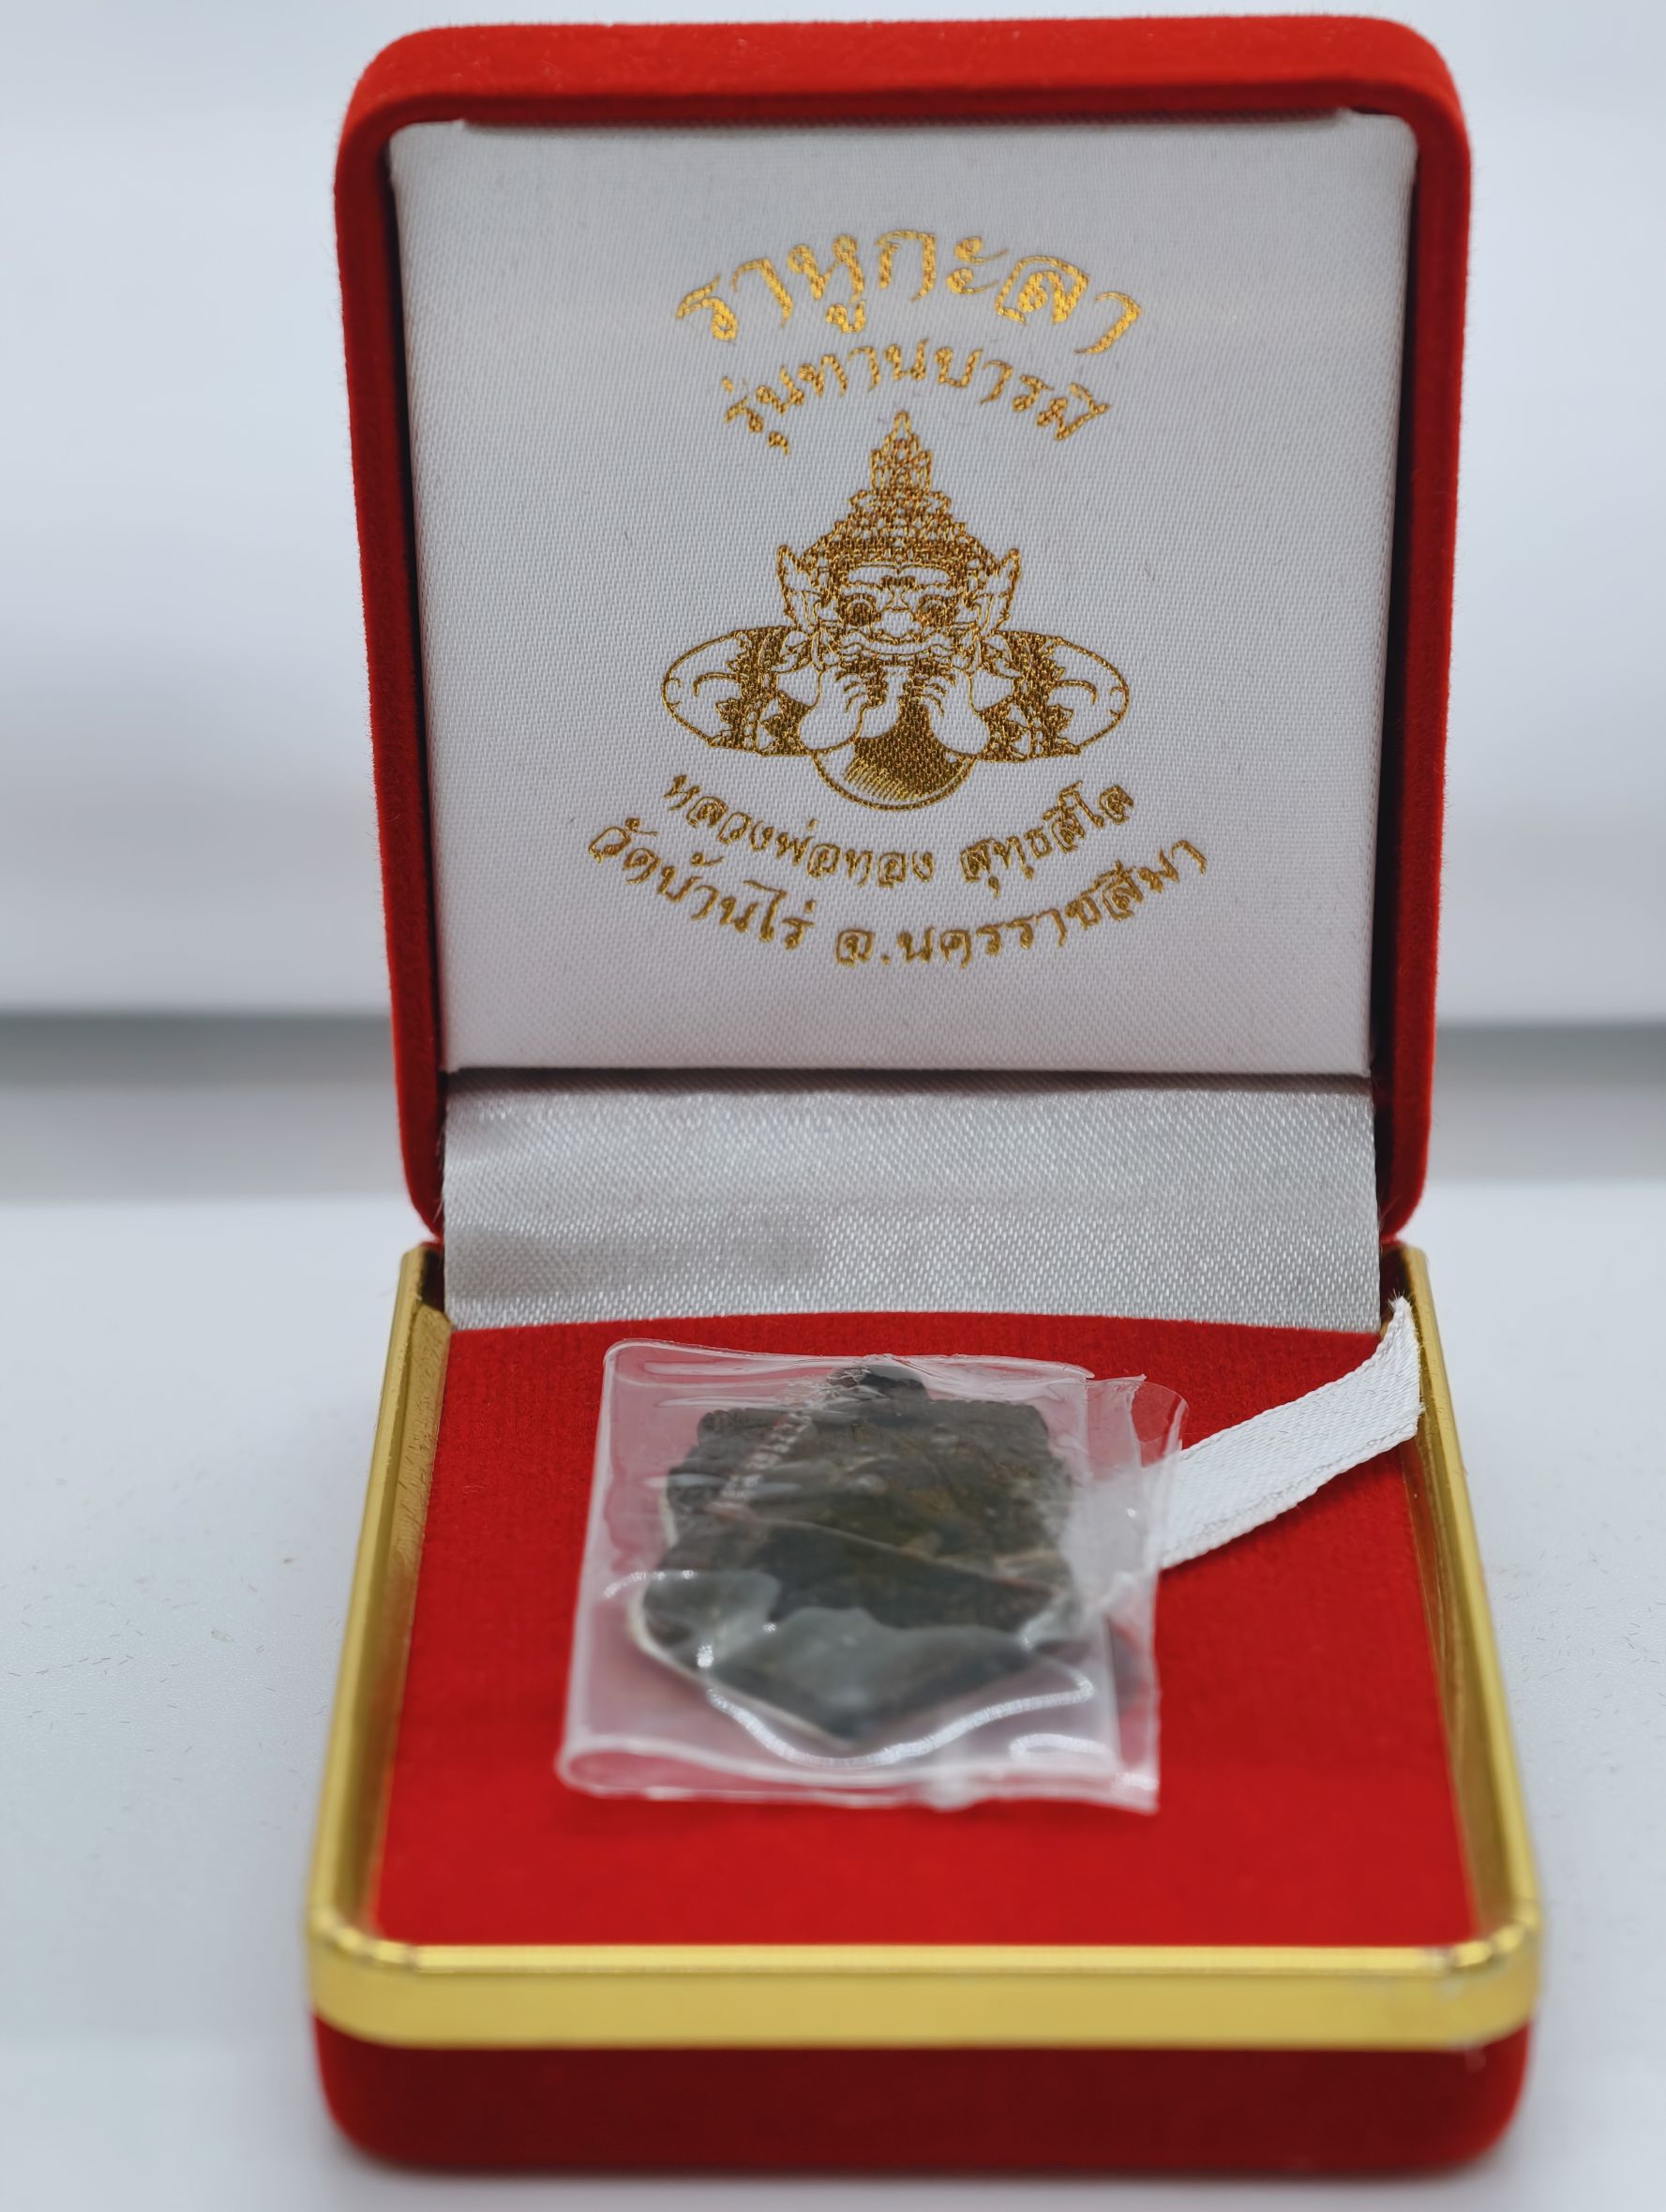 ราหูกะลา
รุ่นทานบารมี
หลวงพ่อทอง สุทธสีโล
วัดบ้านไร่ จ.นครราชสีมา